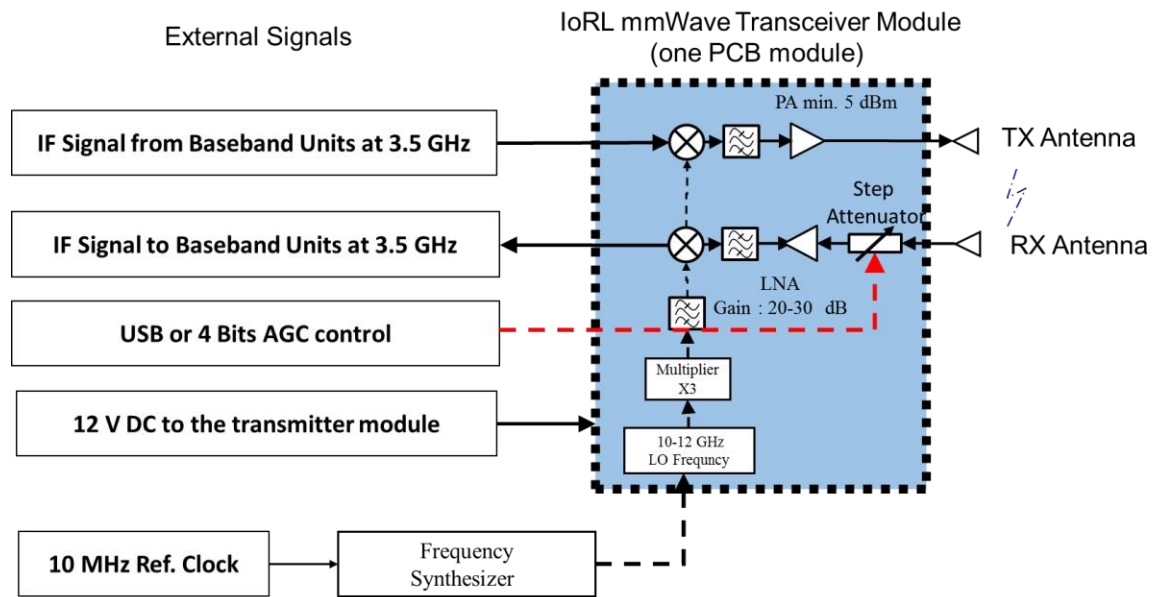 External Signals
IoRL mmWave Transceiver Module
(one PCB module)
PA min. 5 dBm
IF Signal from Baseband Units at 3.5 GHz
TX Antenna
Step
Attenuator
IF Signal to Baseband Units at 3.5 GHz
RX Antenna
LNA
Gain : 20-30 dB
USB or 4 Bits AGC control
Multiplier
X3
12 V DC to the transmitter module
10-12 GHz
LO Frequncy
10 MHz Ref. Clock
Frequency
Synthesizer